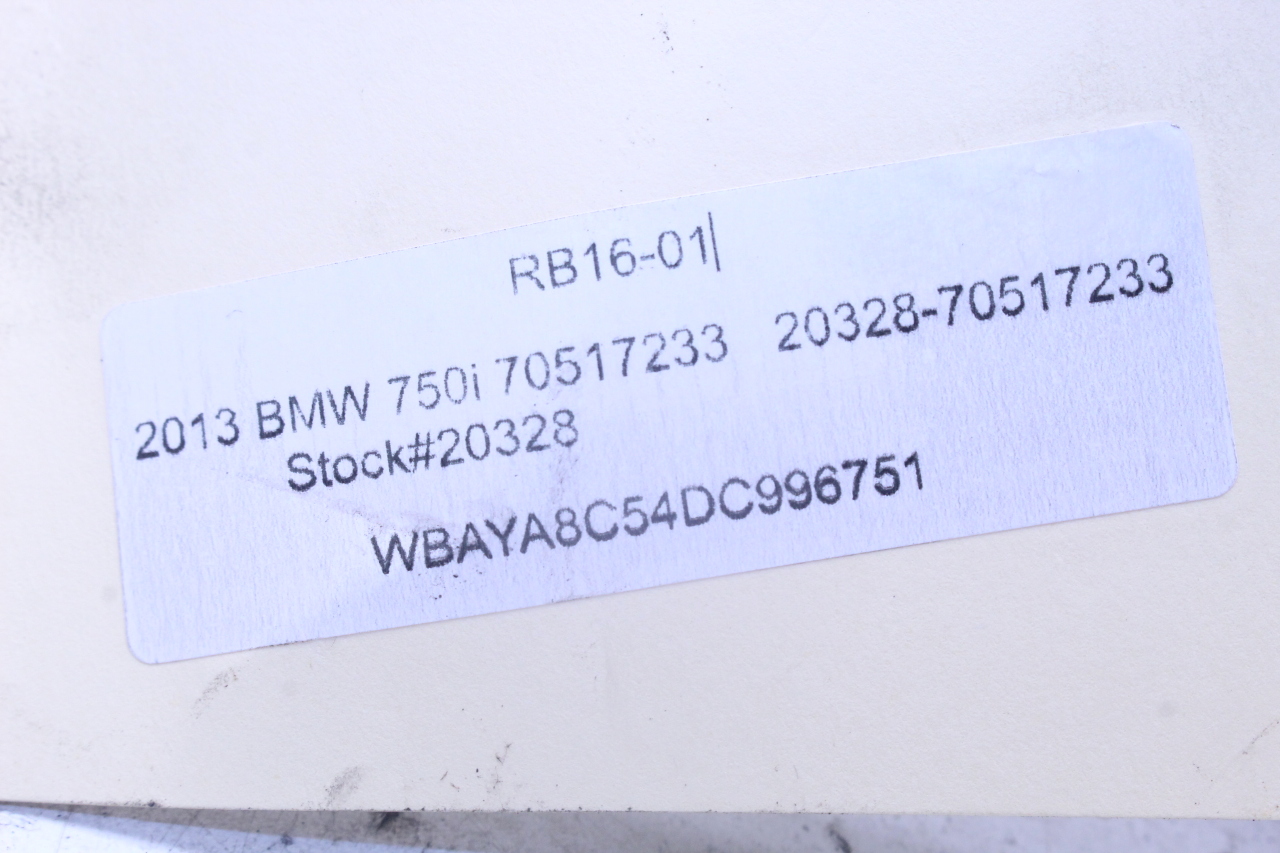 RB16-01|
2013 BMW 750i 70517233 20328-70517233
Stock#20328
WBAYA8C54DC996751